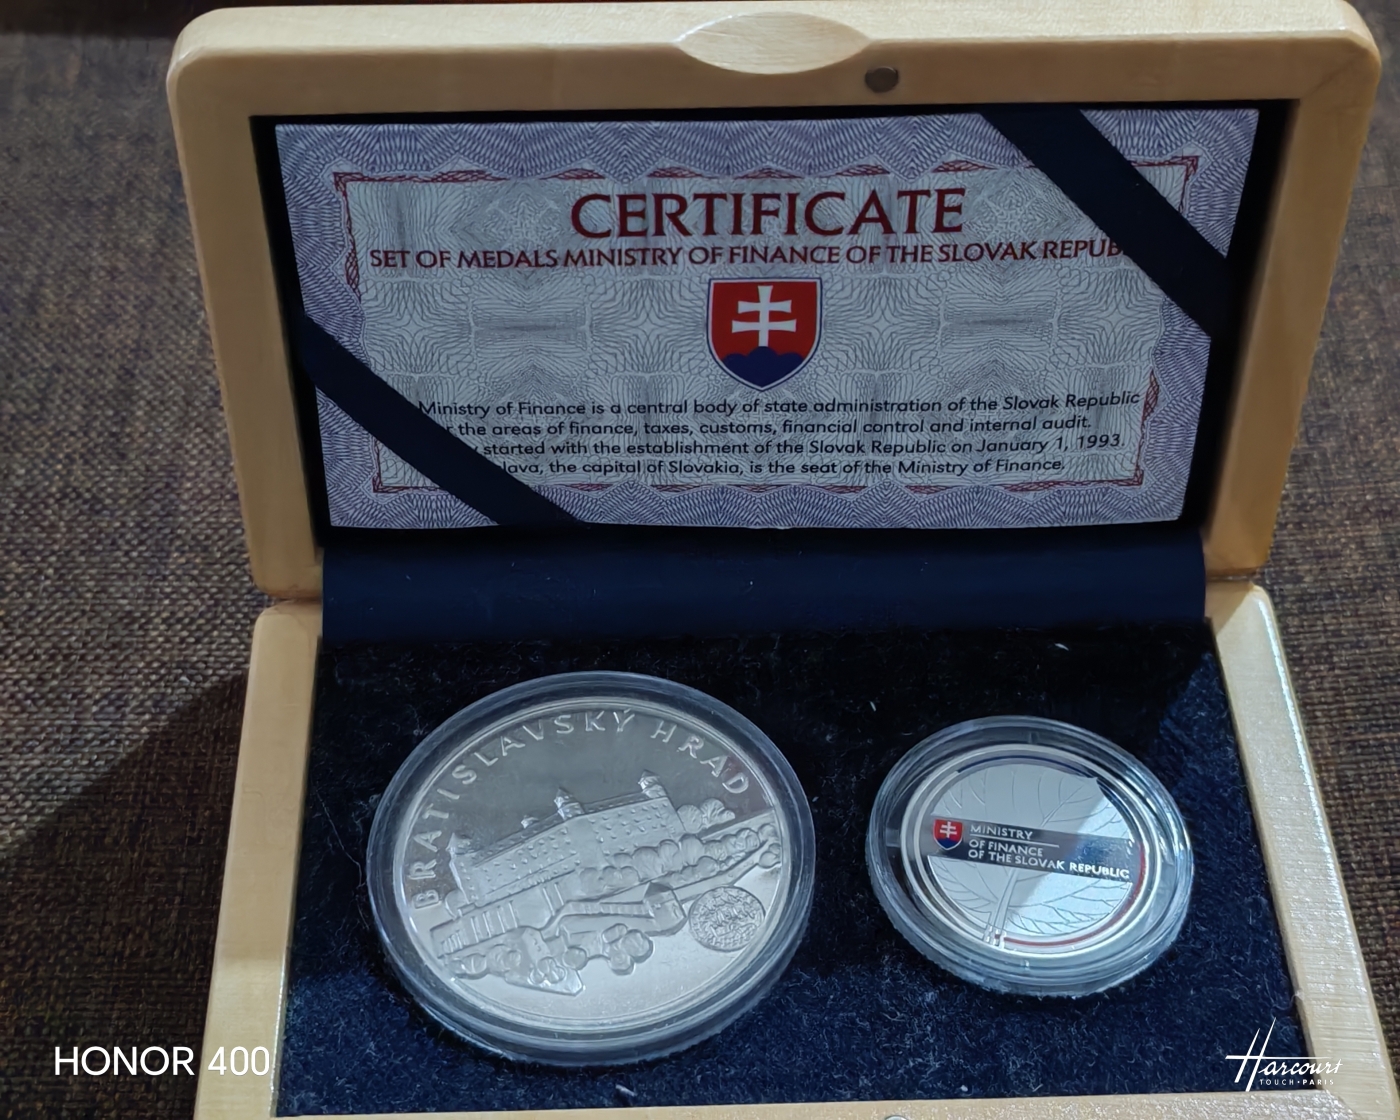 CERTIFICATE
SET OF MEDALS MINISTRY OF FINANCE OF THE SLOVAK REPUB
Ministry of Finance is a central body of state administration of the Slovak Republic
the areas of finance, taxes, customs, financial control and internal audit.
started with the establishment of the Slovak Republic on January 1, 1993.
lava, the capital of Slovakia, is the seat of the Ministry of Finance.
BRATISLAVSKÝ HRAD
MINISTRY
OF FINANCE
OF THE SLOVAK REPUBLIC
HONOR 400
Harcourt
TOUCH • PARIS